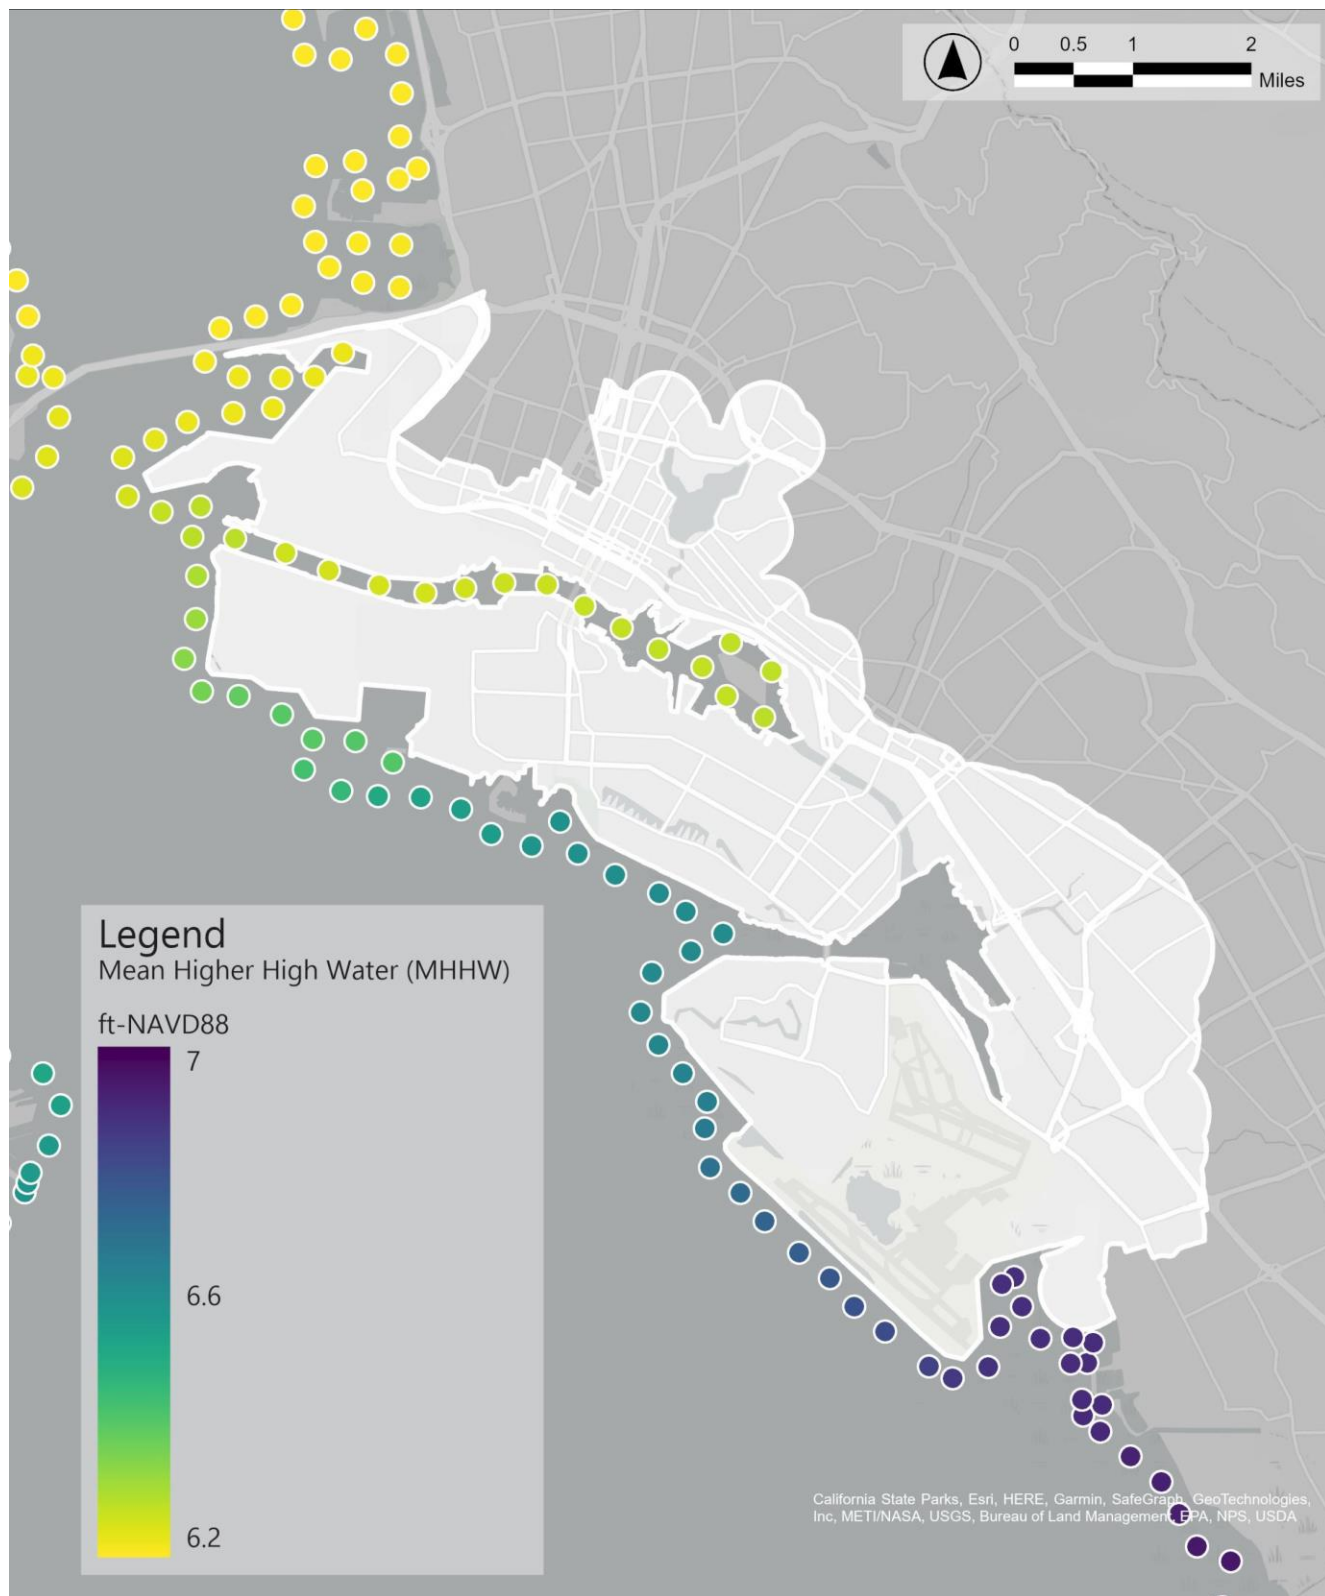 0 0.5 1 2
Miles
Legend
Mean Higher High Water (MHHW)
ft-NAVD88
7
6.6
6.2
California State Parks, Esri, HERE, Garmin, SafeGraph, GeoTechnologies,
Inc, METI/NASA, USGS, Bureau of Land Management, EPA, NPS, USDA